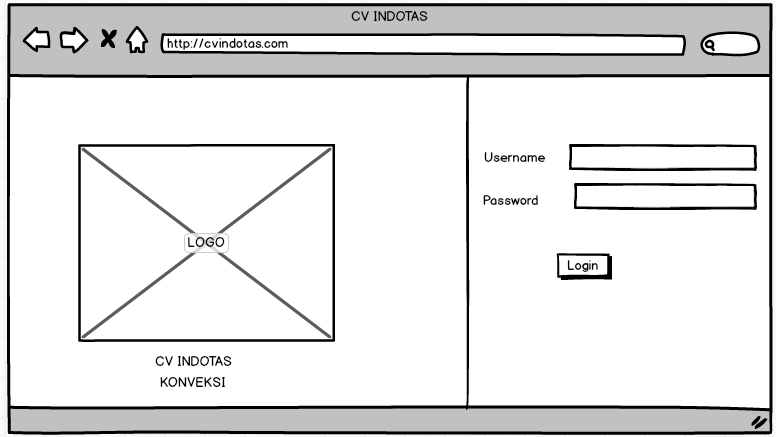 CV INDOTAS
http://cvindotas.com
LOGO
CV INDOTAS
KONVEKSI
Username
Password
Login